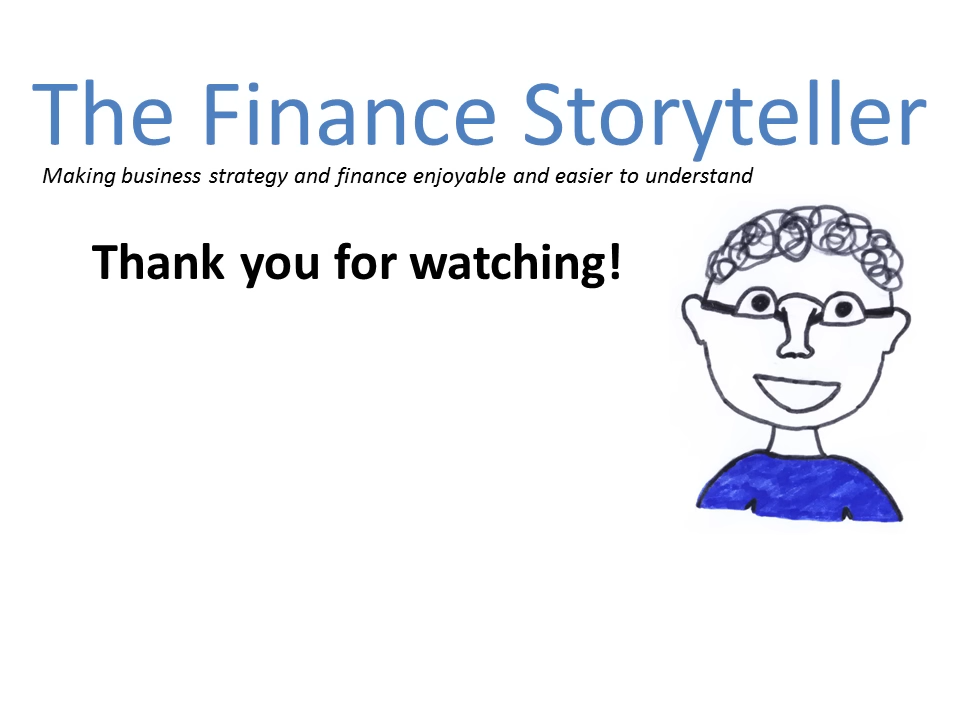 The Finance Storyteller
Making business strategy and finance enjoyable and easier to understand
Thank you for watching!